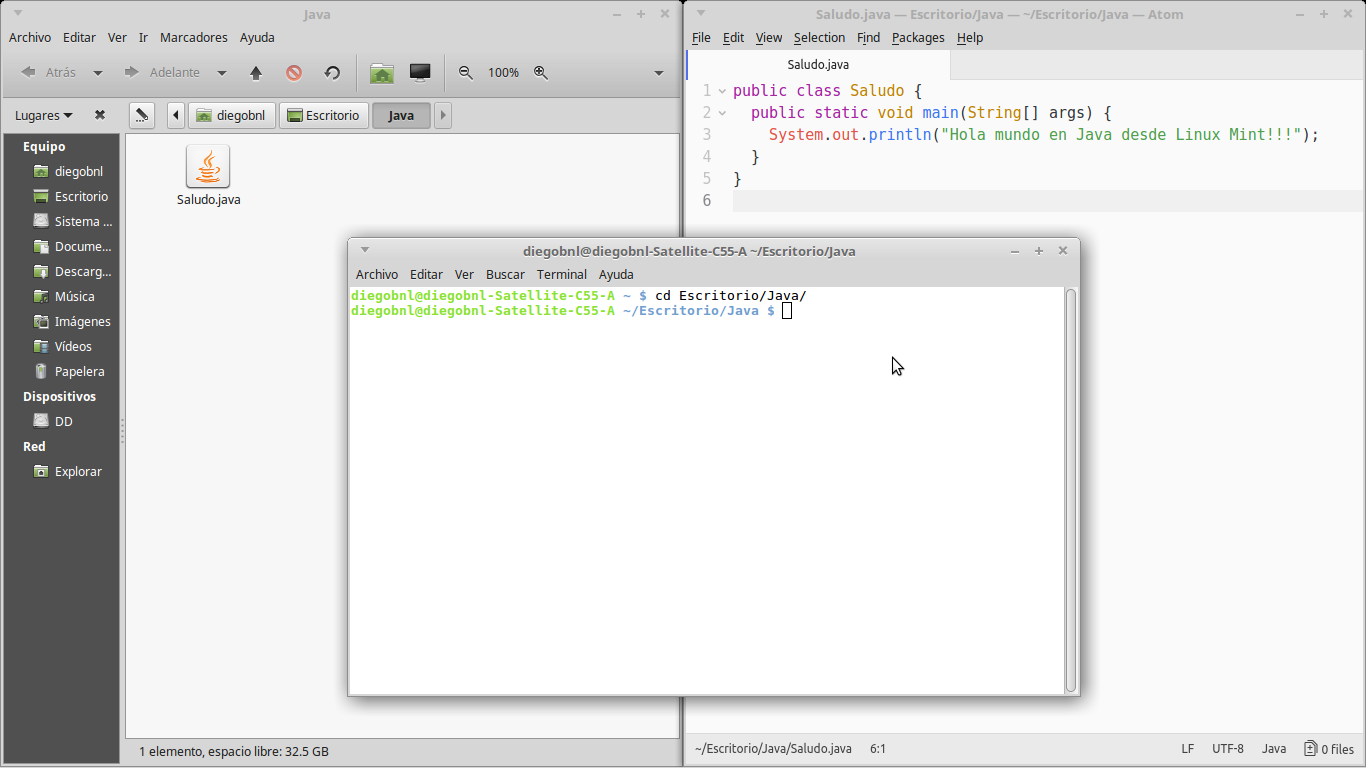 Java
Archivo Editar Ver Ir Marcadores Ayuda
Atrás Adelante 100%
Lugares diegobnl Escritorio Java
Equipo
diegobnl
Escritorio
Sistema ...
Docume...
Descarg...
Música
Imágenes
Vídeos
Papelera
Dispositivos
DD
Red
Explorar
Saludo.java
1 elemento, espacio libre: 32.5 GB
Saludo.java — Escritorio/Java — ~/Escritorio/Java — Atom
File Edit View Selection Find Packages Help
Saludo.java
1 public class Saludo {
2 public static void main(String[] args) {
3 System.out.println("Hola mundo en Java desde Linux Mint!!!");
4 }
5 }
6
~/Escritorio/Java/Saludo.java 6:1 LF UTF-8 Java 0 files
diegobnl@diegobnl-Satellite-C55-A ~/Escritorio/Java
Archivo Editar Ver Buscar Terminal Ayuda
diegobnl@diegobnl-Satellite-C55-A ~ $ cd Escritorio/Java/
diegobnl@diegobnl-Satellite-C55-A ~/Escritorio/Java $